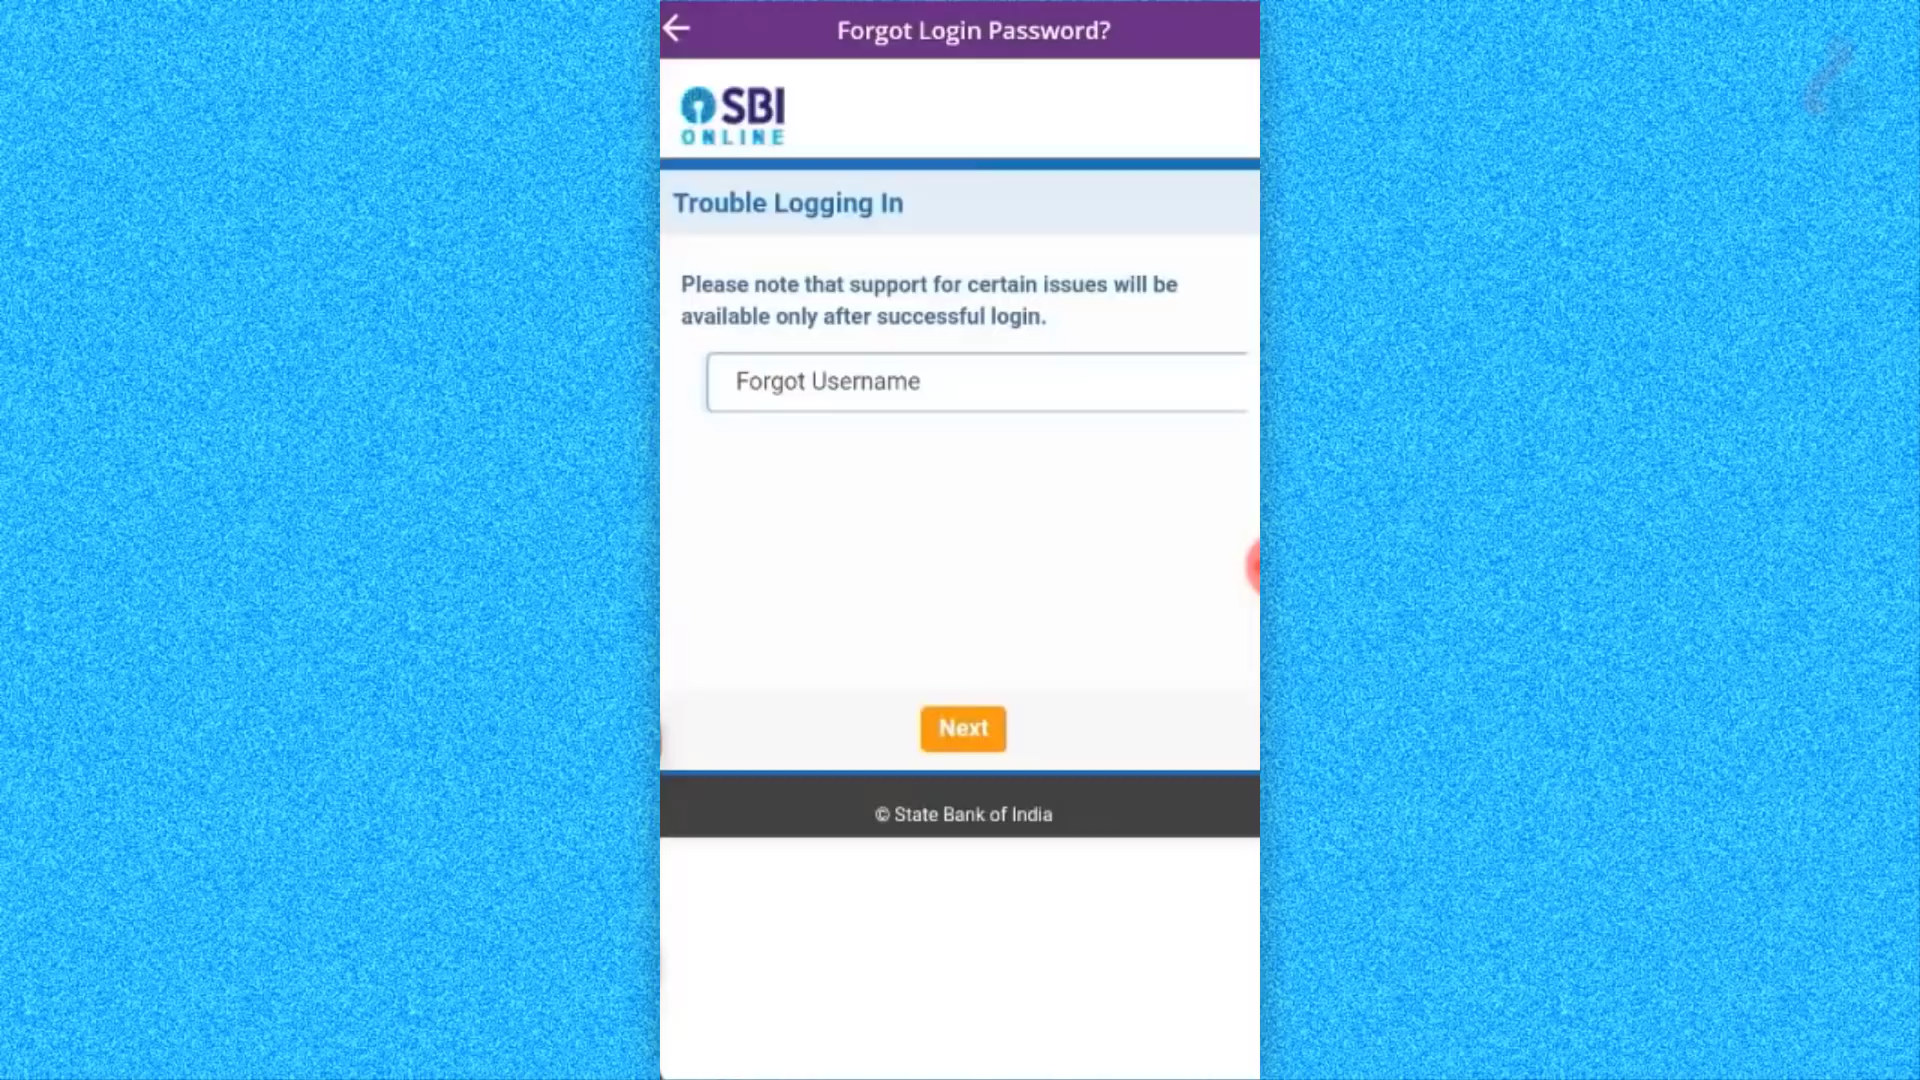 Forgot Login Password?
SBI
ONLINE
Trouble Logging In
Please note that support for certain issues will be
available only after successful login.
Forgot Username
Next
© State Bank of India